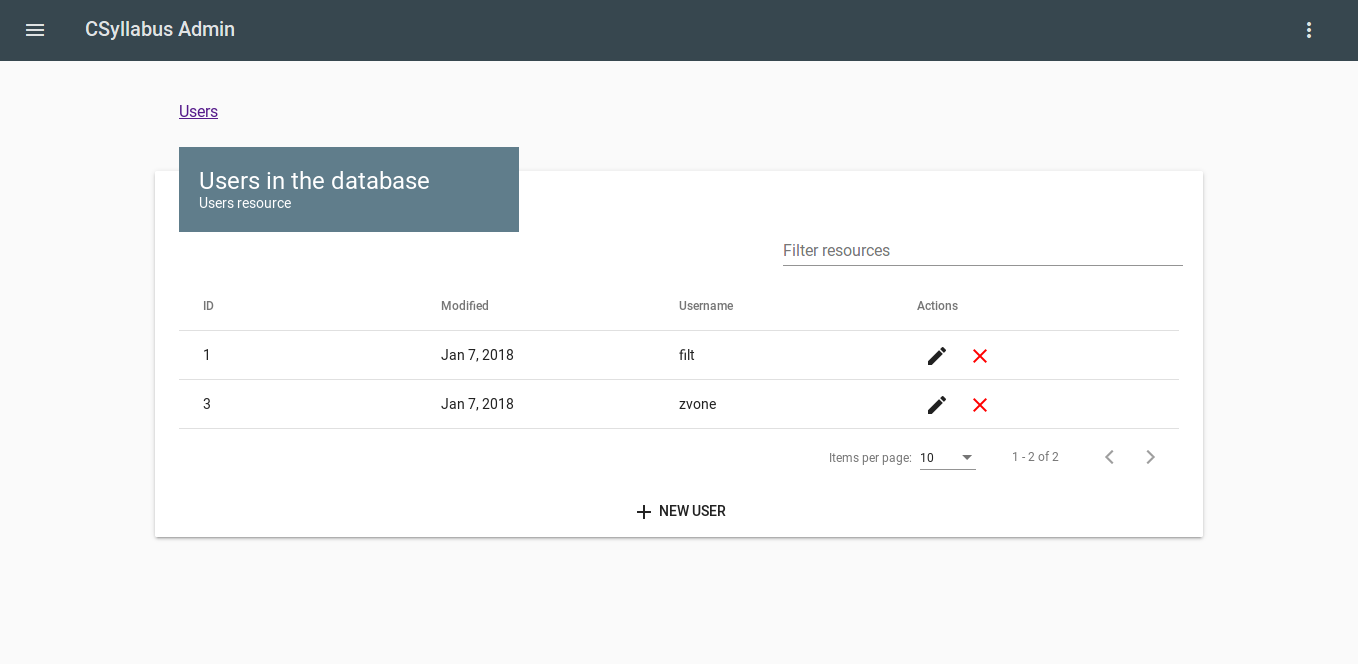 CSyllabus Admin
Users
Users in the database
Users resource
Filter resources
ID Modified Username Actions
1 Jan 7, 2018 filt
3 Jan 7, 2018 zvone
Items per page: 10 1 - 2 of 2
NEW USER